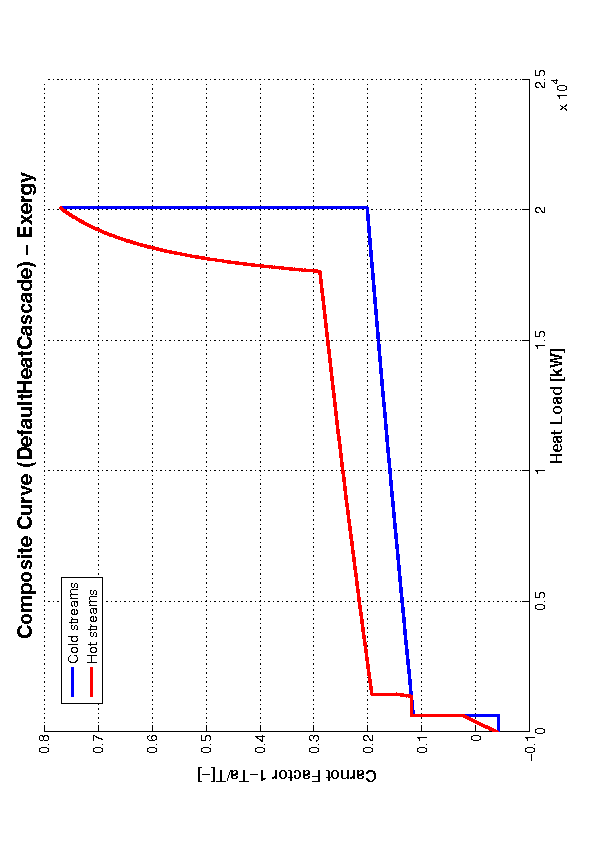 Composite Curve (DefaultHeatCascade) − Exergy
Cold streams
Hot streams
0.8
0.7
0.6
0.5
0.4
0.3
0.2
0.1
0
−0.1
Carnot Factor 1−Ta/T[−]
0
0.5
1
1.5
2
2.5
x 10⁴
Heat Load [kW]